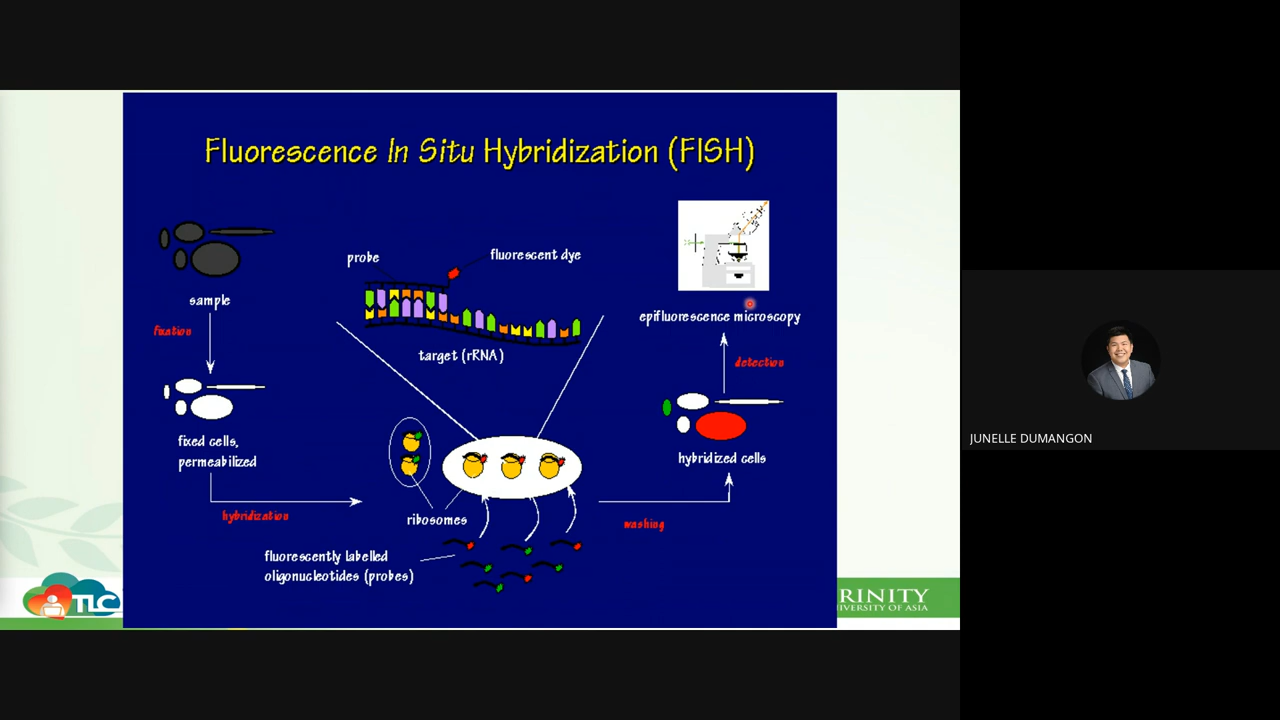 Fluorescence In Situ Hybridization (FISH)
probe
fluorescent dye
sample
fixation
target (rRNA)
epifluorescence microscopy
detection
fixed cells,
permeabilized
hybridized cells
hybridization
ribosomes
washing
fluorescently labelled
oligonucleotides (probes)
TLC
RINITY
IVERSITY OF ASIA
JUNELLE DUMANGON